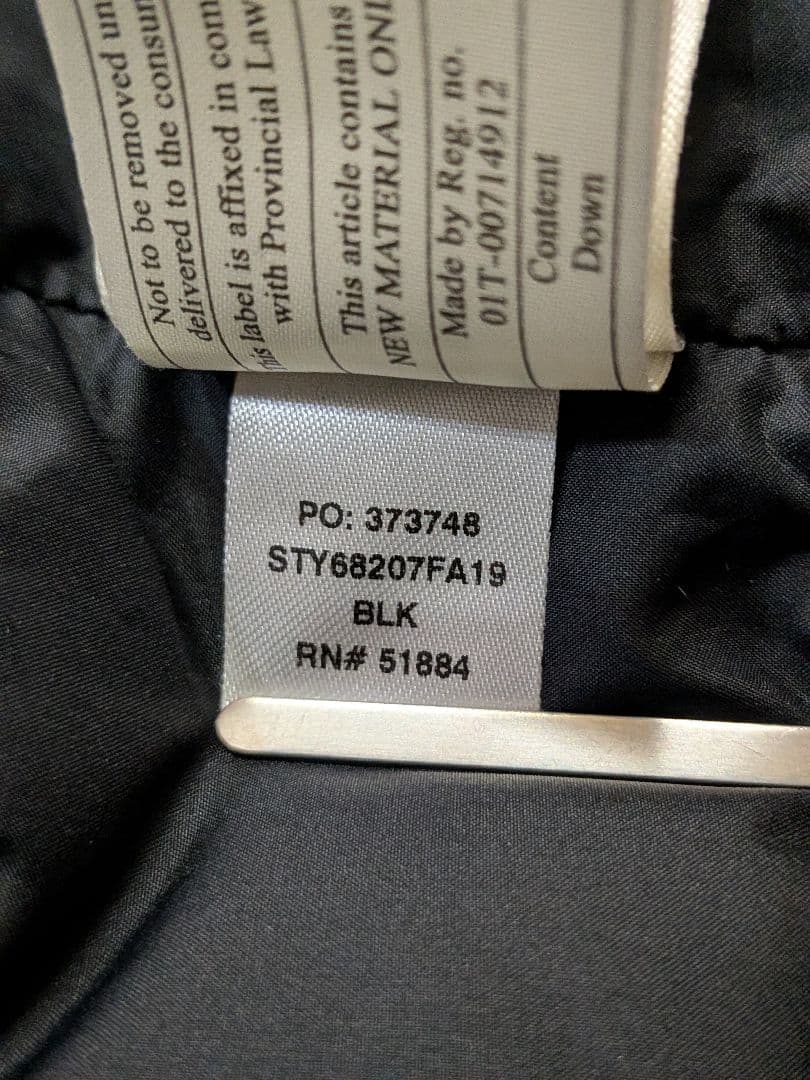 Not to be removed un
delivered to the consum
This label is affixed in com
with Provincial Law
This article contains
NEW MATERIAL ONL
Made by Reg. no.
01T-00714912
Content
Down
PO: 373748
STY68207FA19
BLK
RN# 51884